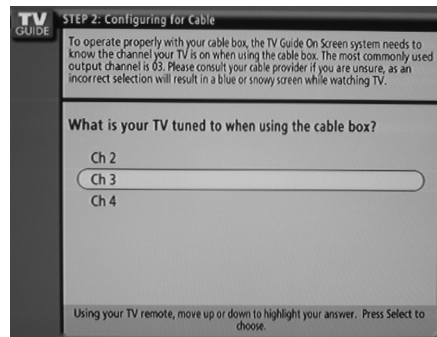 TV
GUIDE
STEP 2: Configuring for Cable
To operate properly with your cable box, the TV Guide On Screen system needs to
know the channel your TV is on when using the cable box. The most commonly used
output channel is 03. Please consult your cable provider if you are unsure, as an
incorrect selection will result in a blue or snowy screen while watching TV.
What is your TV tuned to when using the cable box?
Ch 2
Ch 3
Ch 4
Using your TV remote, move up or down to highlight your answer. Press Select to
choose.